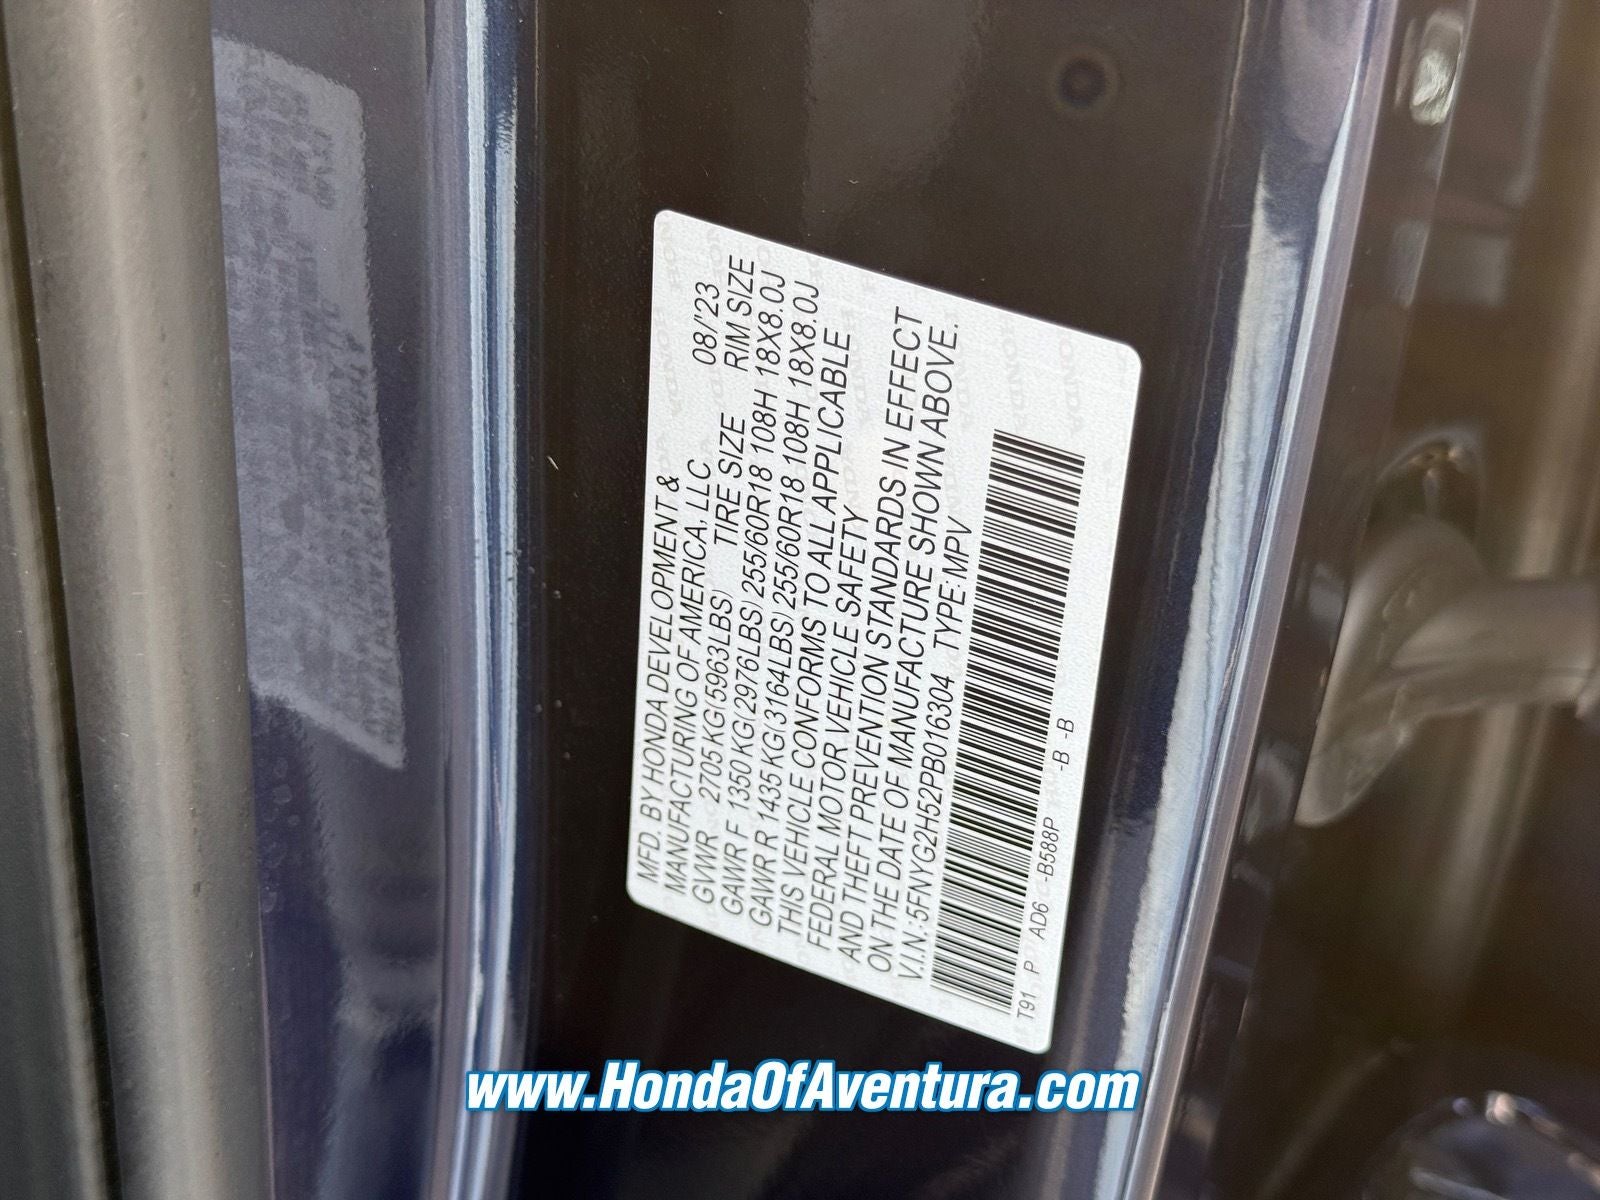 MFD. BY HONDA DEVELOPMENT &
MANUFACTURING OF AMERICA, LLC 08/'23
GVWR 2705 KG(5963LBS) TIRE SIZE RIM SIZE
GAWR F 1350 KG(2976LBS) 255/60R18 108H 18X8.0J
GAWR R 1435 KG(3164LBS) 255/60R18 108H 18X8.0J
THIS VEHICLE CONFORMS TO ALL APPLICABLE
FEDERAL MOTOR VEHICLE SAFETY
AND THEFT PREVENTION STANDARDS IN EFFECT
ON THE DATE OF MANUFACTURE SHOWN ABOVE.
V.I.N.: 5FNYG2H52PB016304 TYPE: MPV
T91 P AD6 -B588P -B -B
www.HondaOfAventura.com